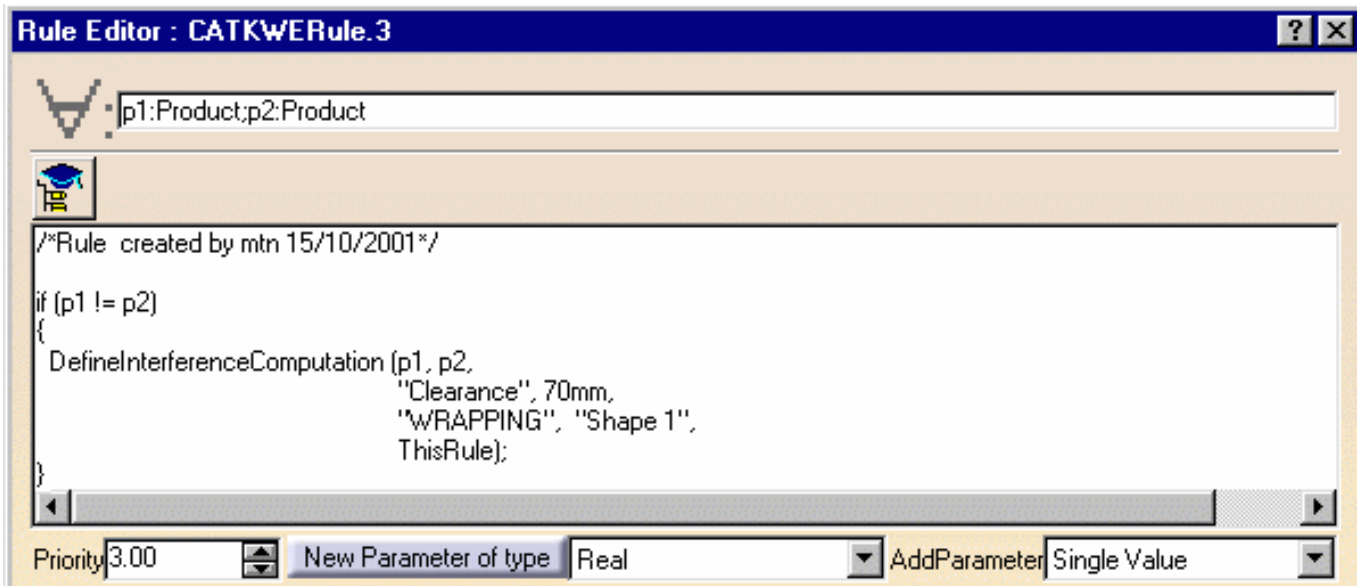 Rule Editor : CATKWERule.3
∀: p1:Product;p2:Product
/*Rule  created by mtn 15/10/2001*/
if (p1 != p2)
{
DefineInterferenceComputation (p1, p2,
"Clearance", 70mm,
"WRAPPING",  "Shape 1",
ThisRule);
}
Priority 3.00 New Parameter of type Real AddParameter Single Value